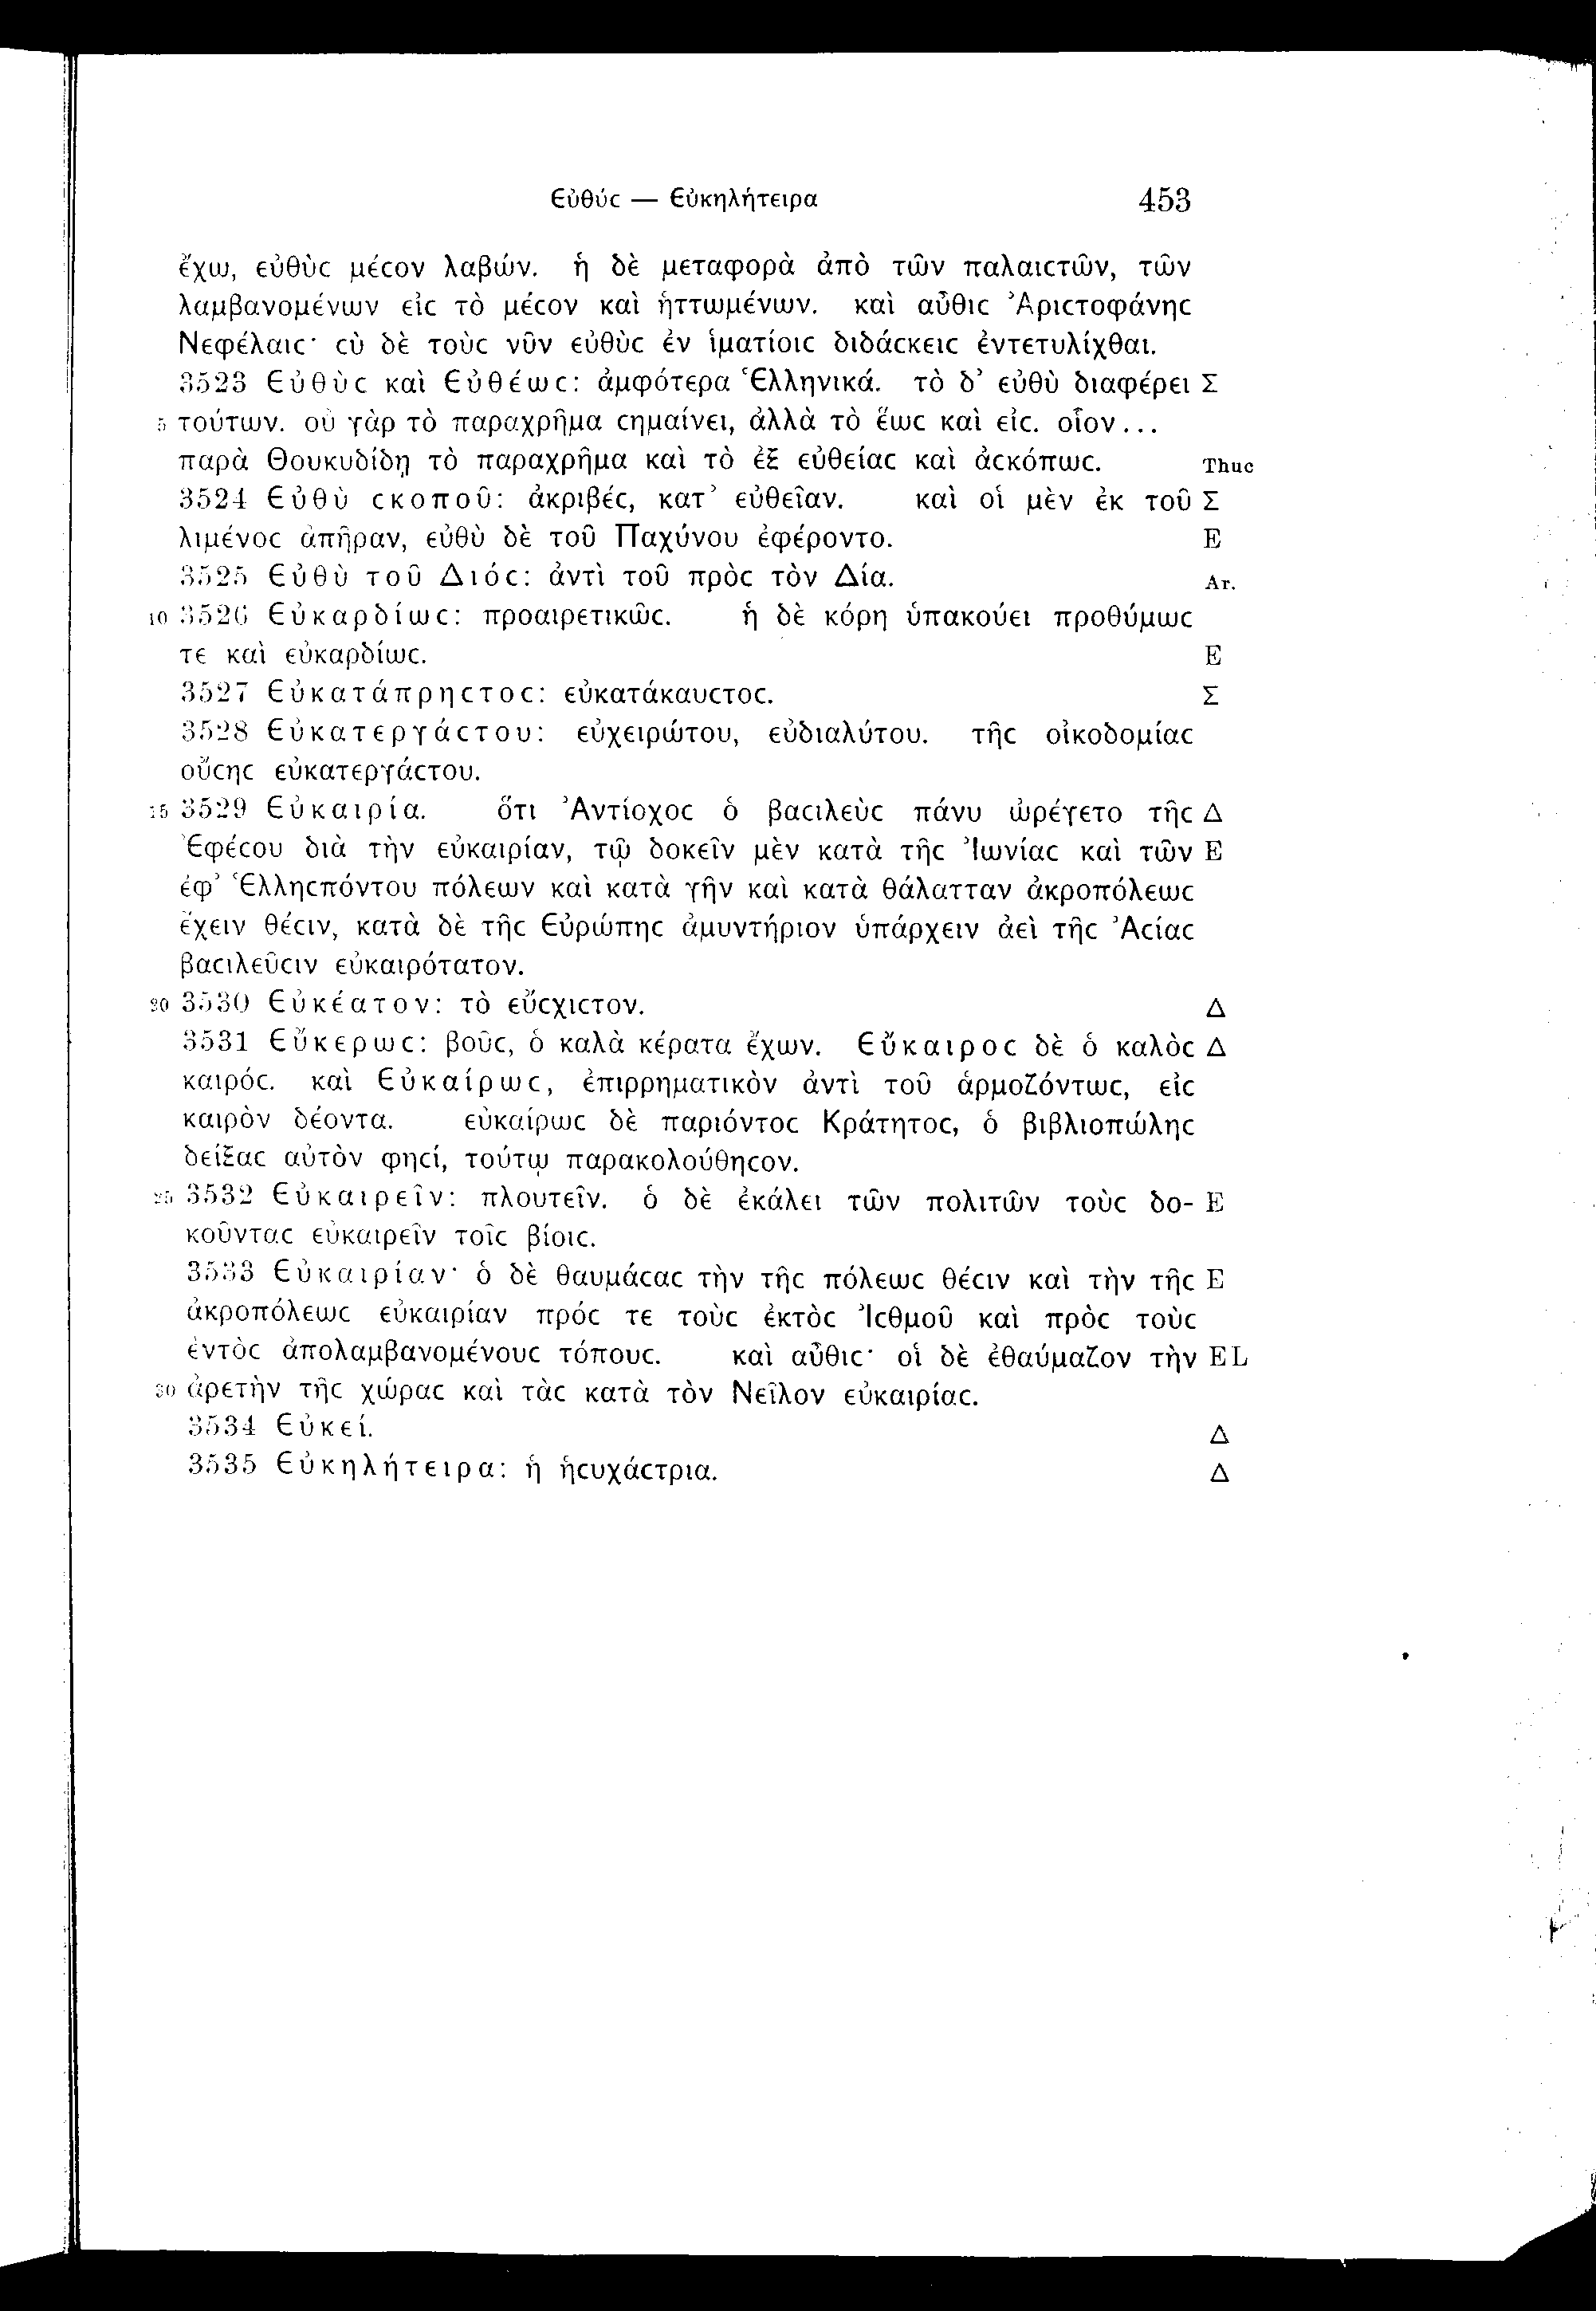 Εὐθύϲ — Εὐκηλήτειρα 453
ἔχω, εὐθὺϲ μέϲον λαβών. ἡ δὲ μεταφορὰ ἀπὸ τῶν παλαιϲτῶν, τῶν
λαμβανομένων εἰϲ τὸ μέϲον καὶ ἡττωμένων. καὶ αὖθιϲ Ἀριϲτοφάνηϲ
Νεφέλαιϲ· ϲὺ δὲ τοὺϲ νῦν εὐθὺϲ ἐν ἱματίοιϲ διδάϲκειϲ ἐντετυλίχθαι.
3523 Εὐθὺϲ καὶ Εὐθέωϲ: ἀμφότερα Ἑλληνικά. τὸ δ’ εὐθὺ διαφέρει Σ
5 τούτων. οὐ γὰρ τὸ παραχρῆμα ϲημαίνει, ἀλλὰ τὸ ἕωϲ καὶ εἰϲ. οἷον...
παρὰ Θουκυδίδῃ τὸ παραχρῆμα καὶ τὸ ἐξ εὐθείαϲ καὶ ἀϲκόπωϲ. Thuc
3524 Εὐθὺ ϲκοποῦ: ἀκριβέϲ, κατ’ εὐθεῖαν. καὶ οἱ μὲν ἐκ τοῦ Σ
λιμένοϲ ἀπῆραν, εὐθὺ δὲ τοῦ Παχύνου ἐφέροντο. E
3525 Εὐθὺ τοῦ Διόϲ: ἀντὶ τοῦ πρὸϲ τὸν Δία. Ar.
10 3526 Εὐκαρδίωϲ: προαιρετικῶϲ. ἡ δὲ κόρη ὑπακούει προθύμωϲ
τε καὶ εὐκαρδίωϲ. E
3527 Εὐκατάπρηϲτοϲ: εὐκατάκαυϲτοϲ. Σ
3528 Εὐκατεργάϲτου: εὐχειρώτου, εὐδιαλύτου. τῆϲ οἰκοδομίαϲ
οὔϲηϲ εὐκατεργάϲτου.
15 3529 Εὐκαιρία. ὅτι Ἀντίοχοϲ ὁ βαϲιλεὺϲ πάνυ ὠρέγετο τῆϲ Δ
Ἐφέϲου διὰ τὴν εὐκαιρίαν, τῷ δοκεῖν μὲν κατὰ τῆϲ Ἰωνίαϲ καὶ τῶν E
ἐφ’ Ἑλληϲπόντου πόλεων καὶ κατὰ γῆν καὶ κατὰ θάλατταν ἀκροπόλεωϲ
ἔχειν θέϲιν, κατὰ δὲ τῆϲ Εὐρώπηϲ ἀμυντήριον ὑπάρχειν ἀεὶ τῆϲ Ἀϲίαϲ
βαϲιλεῦϲιν εὐκαιρότατον.
20 3530 Εὐκέατον: τὸ εὔϲχιϲτον. Δ
3531 Εὔκερωϲ: βοῦϲ, ὁ καλὰ κέρατα ἔχων. Εὔκαιροϲ δὲ ὁ καλὸϲ Δ
καιρόϲ. καὶ Εὐκαίρωϲ, ἐπιρρηματικὸν ἀντὶ τοῦ ἁρμοζόντωϲ, εἰϲ
καιρὸν δέοντα. εὐκαίρωϲ δὲ παριόντοϲ Κράτητοϲ, ὁ βιβλιοπώληϲ
δείξαϲ αὐτὸν φηϲί, τούτῳ παρακολούθηϲον.
25 3532 Εὐκαιρεῖν: πλουτεῖν. ὁ δὲ ἐκάλει τῶν πολιτῶν τοὺϲ δο- E
κοῦνταϲ εὐκαιρεῖν τοῖϲ βίοιϲ.
3533 Εὐκαιρίαν· ὁ δὲ θαυμάϲαϲ τὴν τῆϲ πόλεωϲ θέϲιν καὶ τὴν τῆϲ E
ἀκροπόλεωϲ εὐκαιρίαν πρόϲ τε τοὺϲ ἐκτὸϲ Ἰϲθμοῦ καὶ πρὸϲ τοὺϲ
ἐντὸϲ ἀπολαμβανομένουϲ τόπουϲ. καὶ αὖθιϲ· οἱ δὲ ἐθαύμαζον τὴν EL
30 ἀρετὴν τῆϲ χώραϲ καὶ τὰϲ κατὰ τὸν Νεῖλον εὐκαιρίαϲ.
3534 Εὐκεί. Δ
3535 Εὐκηλήτειρα: ἡ ἡϲυχάϲτρια. Δ